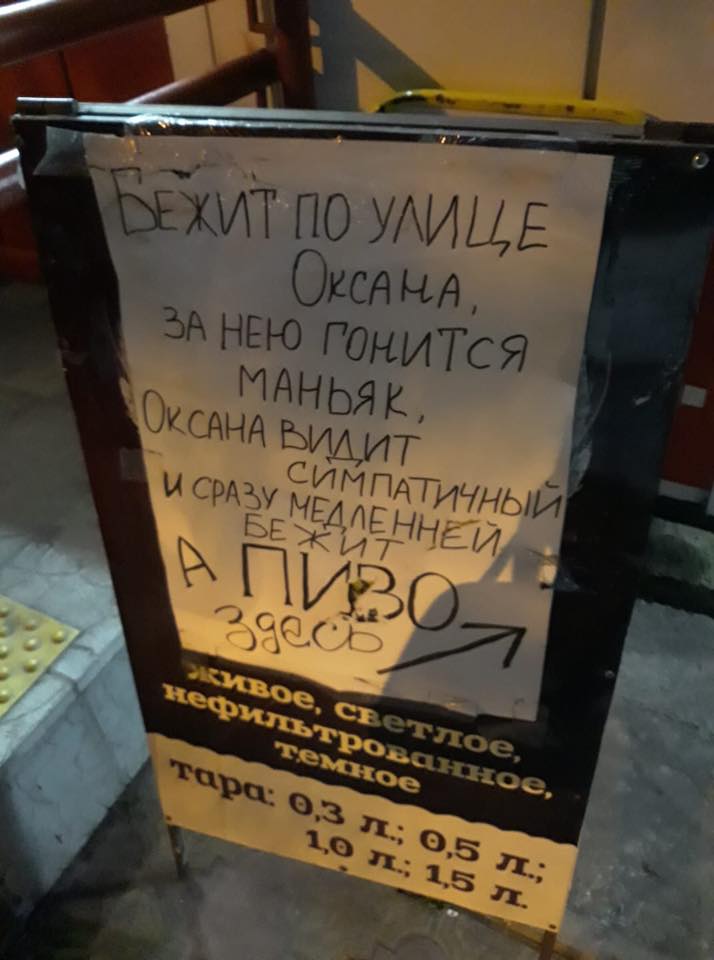 БЕЖИТ ПО УЛИЦЕ
ОКСАНА,
ЗА НЕЮ ГОНИТСЯ
МАНЬЯК,
ОКСАНА ВИДИТ
СИМПАТИЧНЫЙ
И СРАЗУ МЕДЛЕННЕЙ
БЕЖИТ
А ПИВО
здесь
живое, светлое,
нефильтрованное,
темное
тара: 0,3 л.; 0,5 л.;
1,0 л.; 1,5 л.